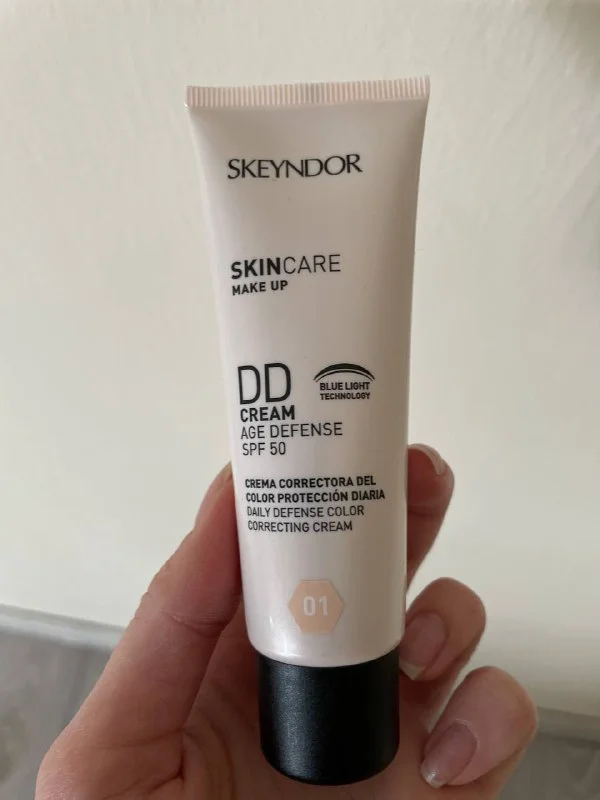 SKEYNDOR
SKINCARE
MAKE UP
DD
CREAM
AGE DEFENSE
SPF 50
BLUE LIGHT
TECHNOLOGY
CREMA CORRECTORA DEL
COLOR PROTECCIÓN DIARIA
DAILY DEFENSE COLOR
CORRECTING CREAM
01